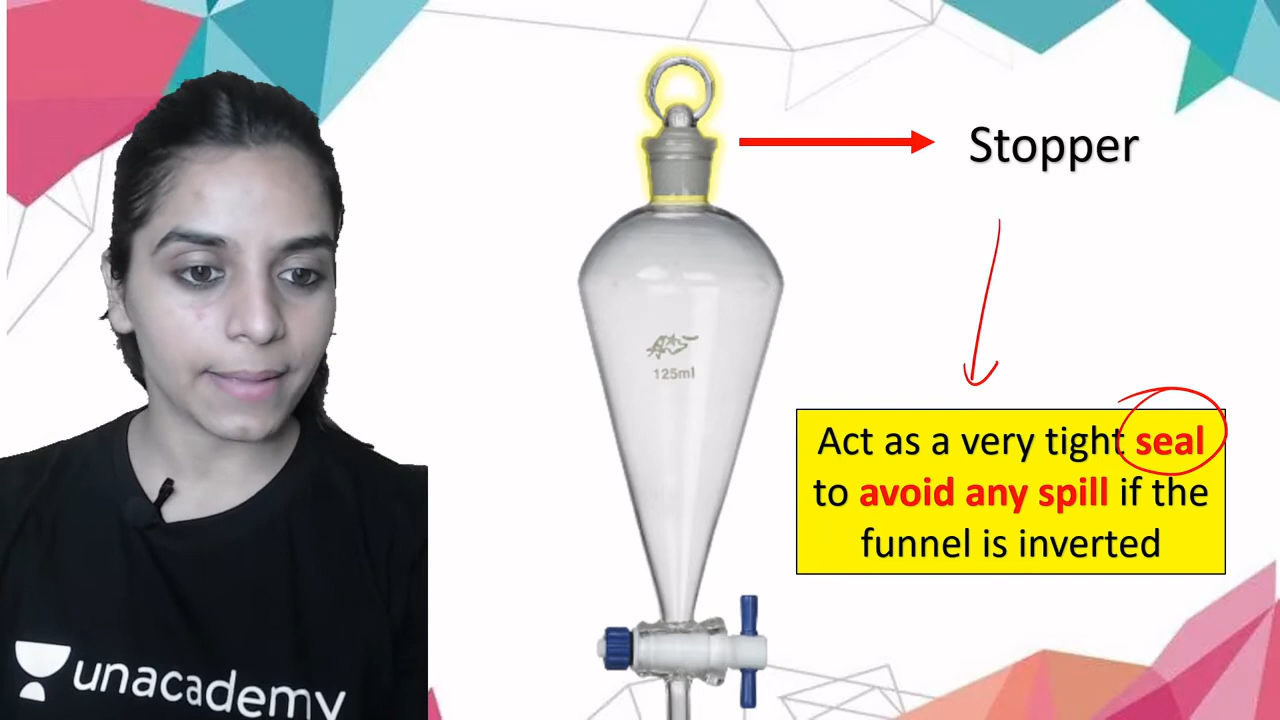 Stopper
125ml
Act as a very tight seal
to avoid any spill if the
funnel is inverted
unacademy